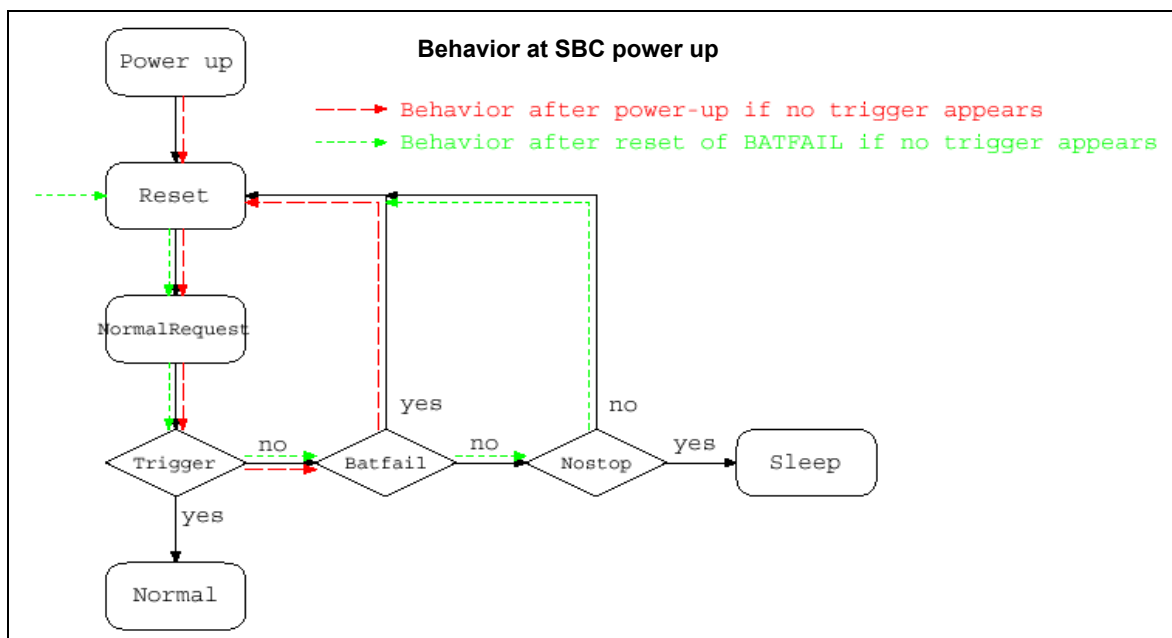 Behavior at SBC power up
Power up
Behavior after power-up if no trigger appears
Behavior after reset of BATFAIL if no trigger appears
Reset
NormalRequest
yes
no
no
no
yes
Trigger
Batfail
Nostop
Sleep
yes
Normal